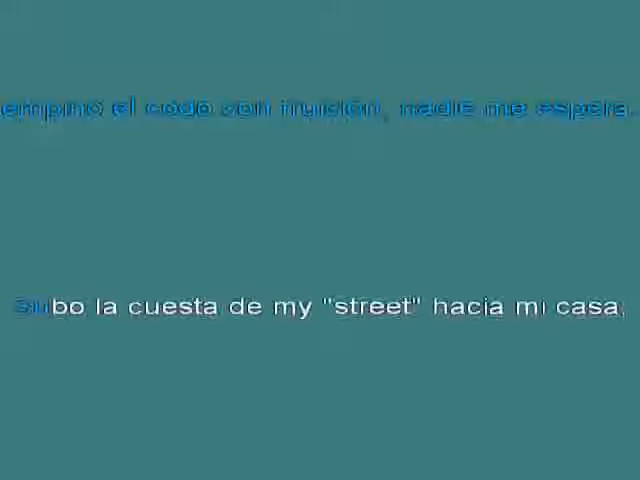 empino el codo con fruición, nadie me espera.
Subo la cuesta de my "street" hacia mi casa,